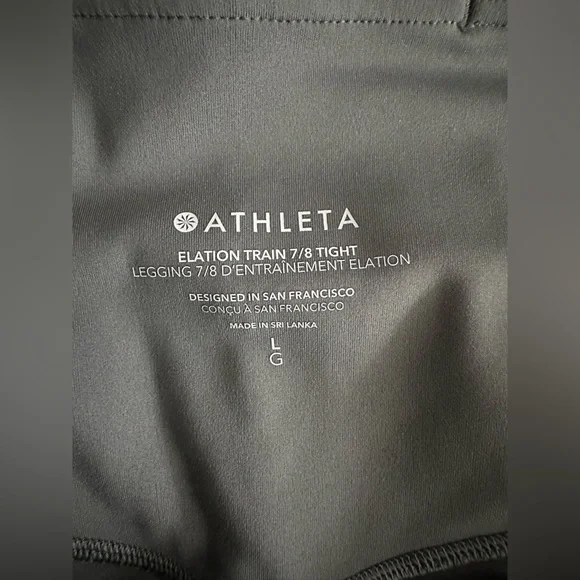 ATHLETA
ELATION TRAIN 7/8 TIGHT
LEGGING 7/8 D'ENTRAÎNEMENT ELATION
DESIGNED IN SAN FRANCISCO
CONÇU À SAN FRANCISCO
MADE IN SRI LANKA
L
G